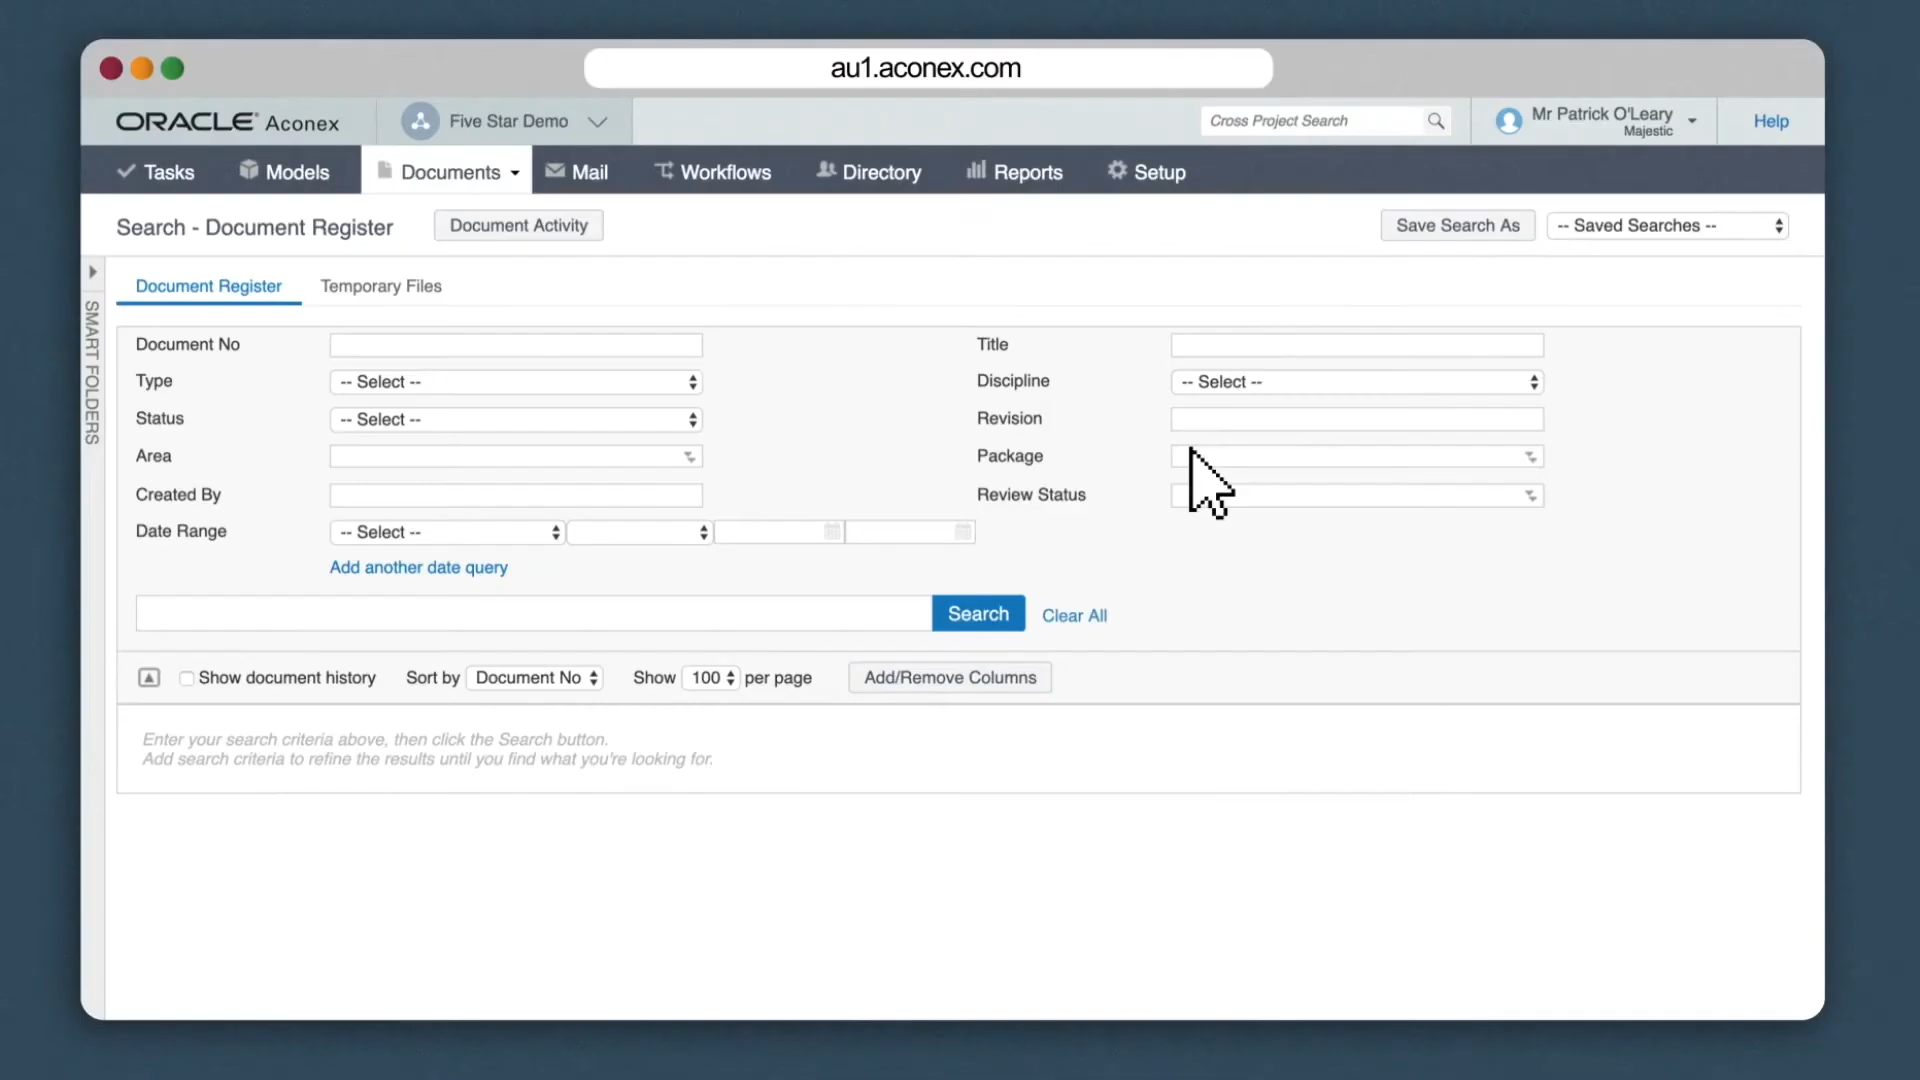 au1.aconex.com
ORACLE Aconex
Five Star Demo
Cross Project Search
Mr Patrick O'Leary
Majestic
Help
Tasks
Models
Documents
Mail
Workflows
Directory
Reports
Setup
Search - Document Register
Document Activity
Save Search As
-- Saved Searches --
SMART FOLDERS
Document Register
Temporary Files
Document No
Title
Type
-- Select --
Discipline
-- Select --
Status
-- Select --
Revision
Area
Package
Created By
Review Status
Date Range
-- Select --
Add another date query
Search
Clear All
Show document history
Sort by
Document No
Show
100
per page
Add/Remove Columns
Enter your search criteria above, then click the Search button.
Add search criteria to refine the results until you find what you're looking for.